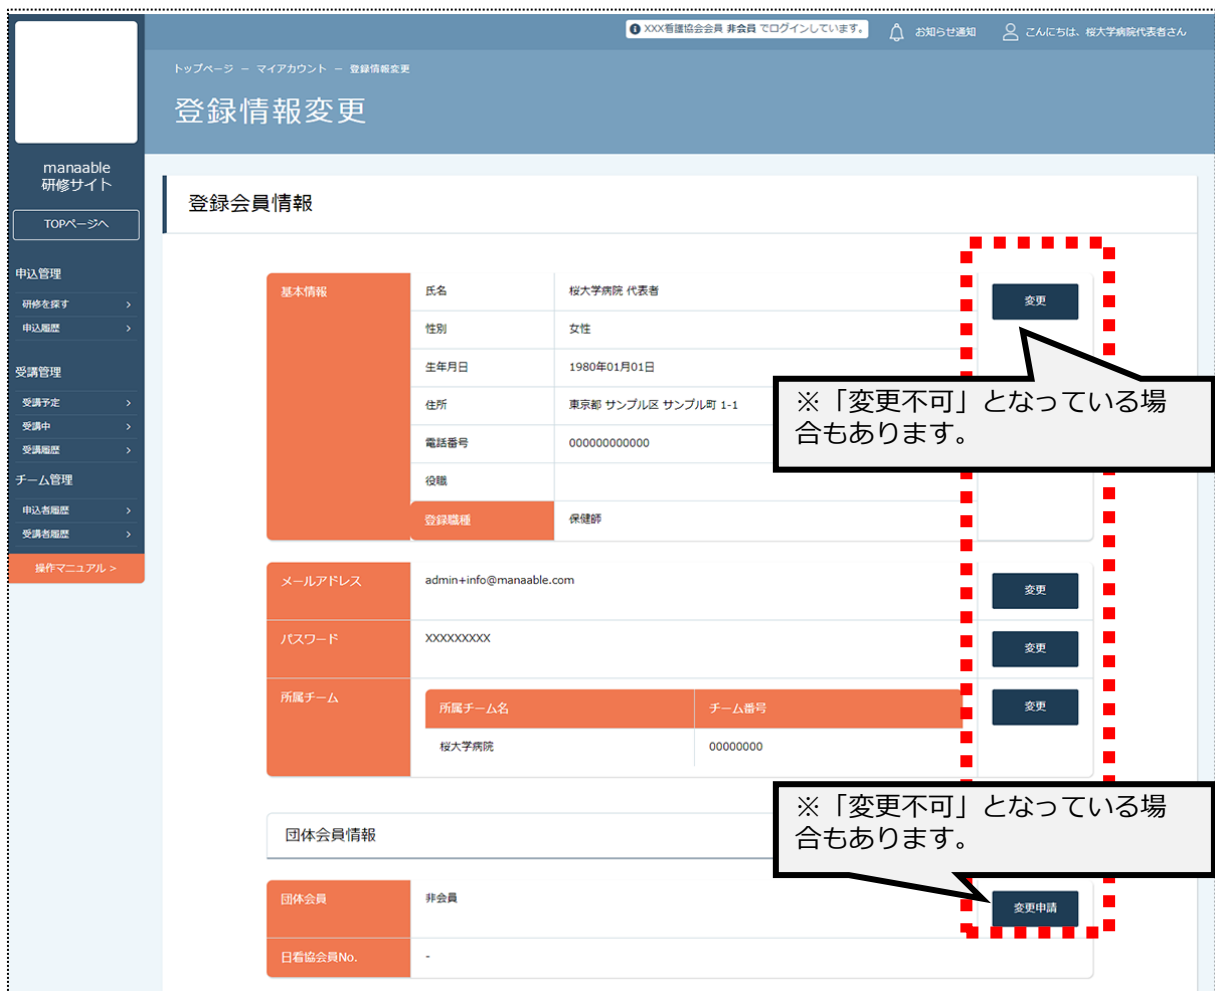 XXX看護協会会員 非会員 でログインしています。
お知らせ通知
こんにちは、桜大学病院代表者さん
トップページ － マイアカウント － 登録情報変更
登録情報変更
manaable
研修サイト
TOPページへ
申込管理
研修を探す
申込履歴
受講管理
受講予定
受講中
受講履歴
チーム管理
申込者履歴
受講者履歴
操作マニュアル >
登録会員情報
基本情報
氏名 桜大学病院 代表者
変更
性別 女性
生年月日 1980年01月01日
住所 東京都 サンプル区 サンプル町 1-1
電話番号 000000000000
役職
登録職種 保健師
※「変更不可」となっている場
合もあります。
メールアドレス admin+info@manaable.com 変更
パスワード XXXXXXXXX 変更
所属チーム
所属チーム名 チーム番号
変更
桜大学病院 00000000
※「変更不可」となっている場
合もあります。
団体会員情報
団体会員 非会員
変更申請
日看協会員No. -